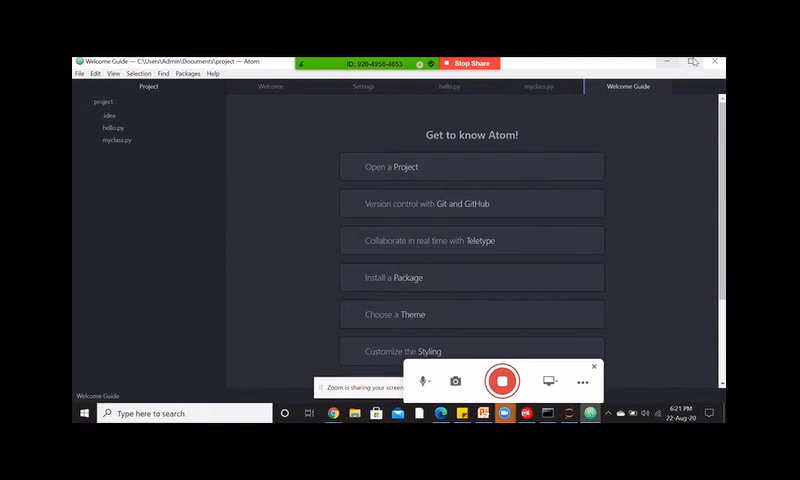 Welcome Guide — C:\Users\Admin\Documents\project — Atom
ID: 920-4958-4653
Stop Share
File Edit View Selection Find Packages Help
Project
Welcome
Settings
hello.py
myclass.py
Welcome Guide
project
.idea
hello.py
myclass.py
Get to know Atom!
Open a Project
Version control with Git and GitHub
Collaborate in real time with Teletype
Install a Package
Choose a Theme
Customize the Styling
Zoom is sharing your screen
Welcome Guide
Type here to search
6:21 PM
22-Aug-20